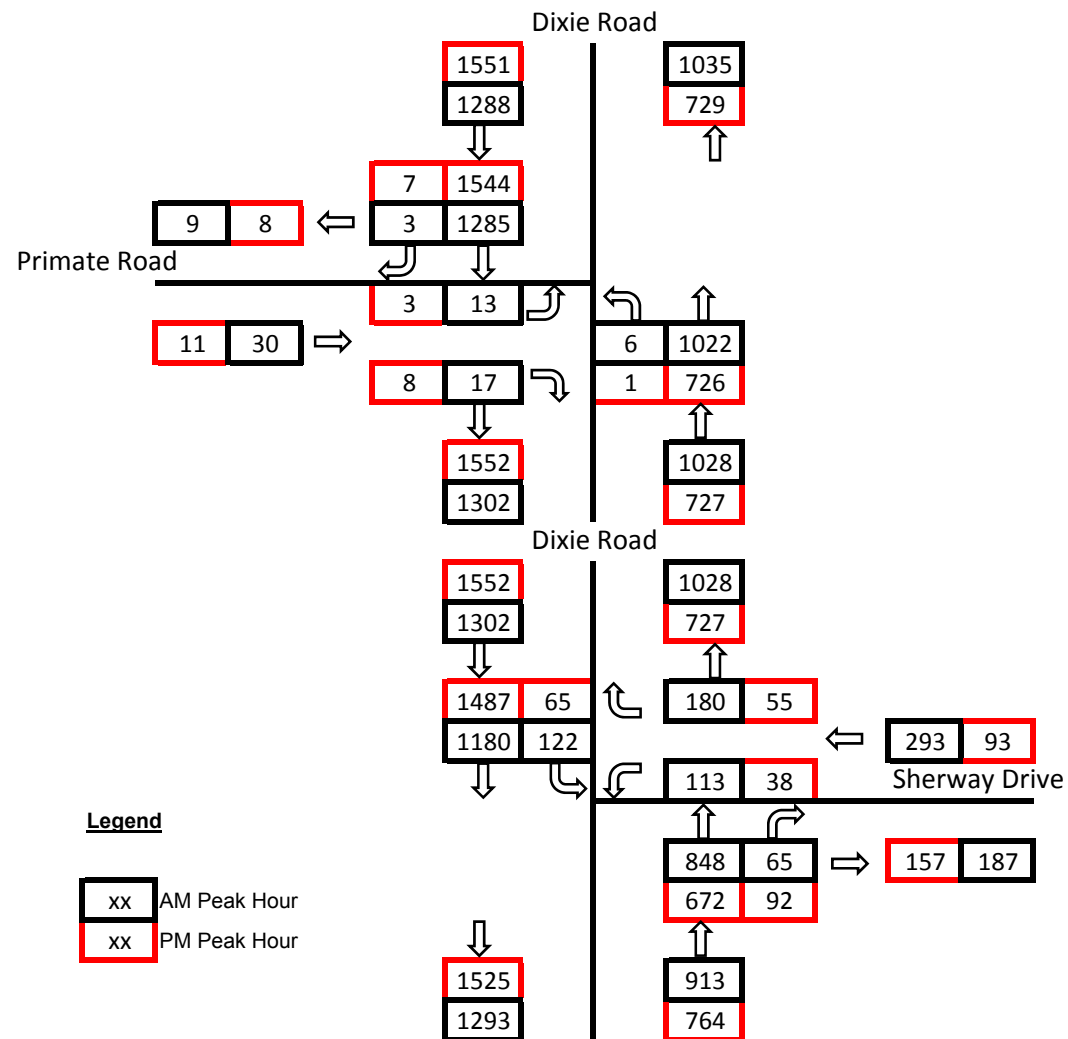 Dixie Road
1551 1035
1288 729
7 1544
9 8 3 1285
Primate Road
3 13
11 30 6 1022
8 17 1 726
1552 1028
1302 727
Dixie Road
1552 1028
1302 727
1487 65 180 55
1180 122 293 93
113 38 Sherway Drive
Legend
848 65 157 187
xx AM Peak Hour 672 92
xx PM Peak Hour
1525 913
1293 764